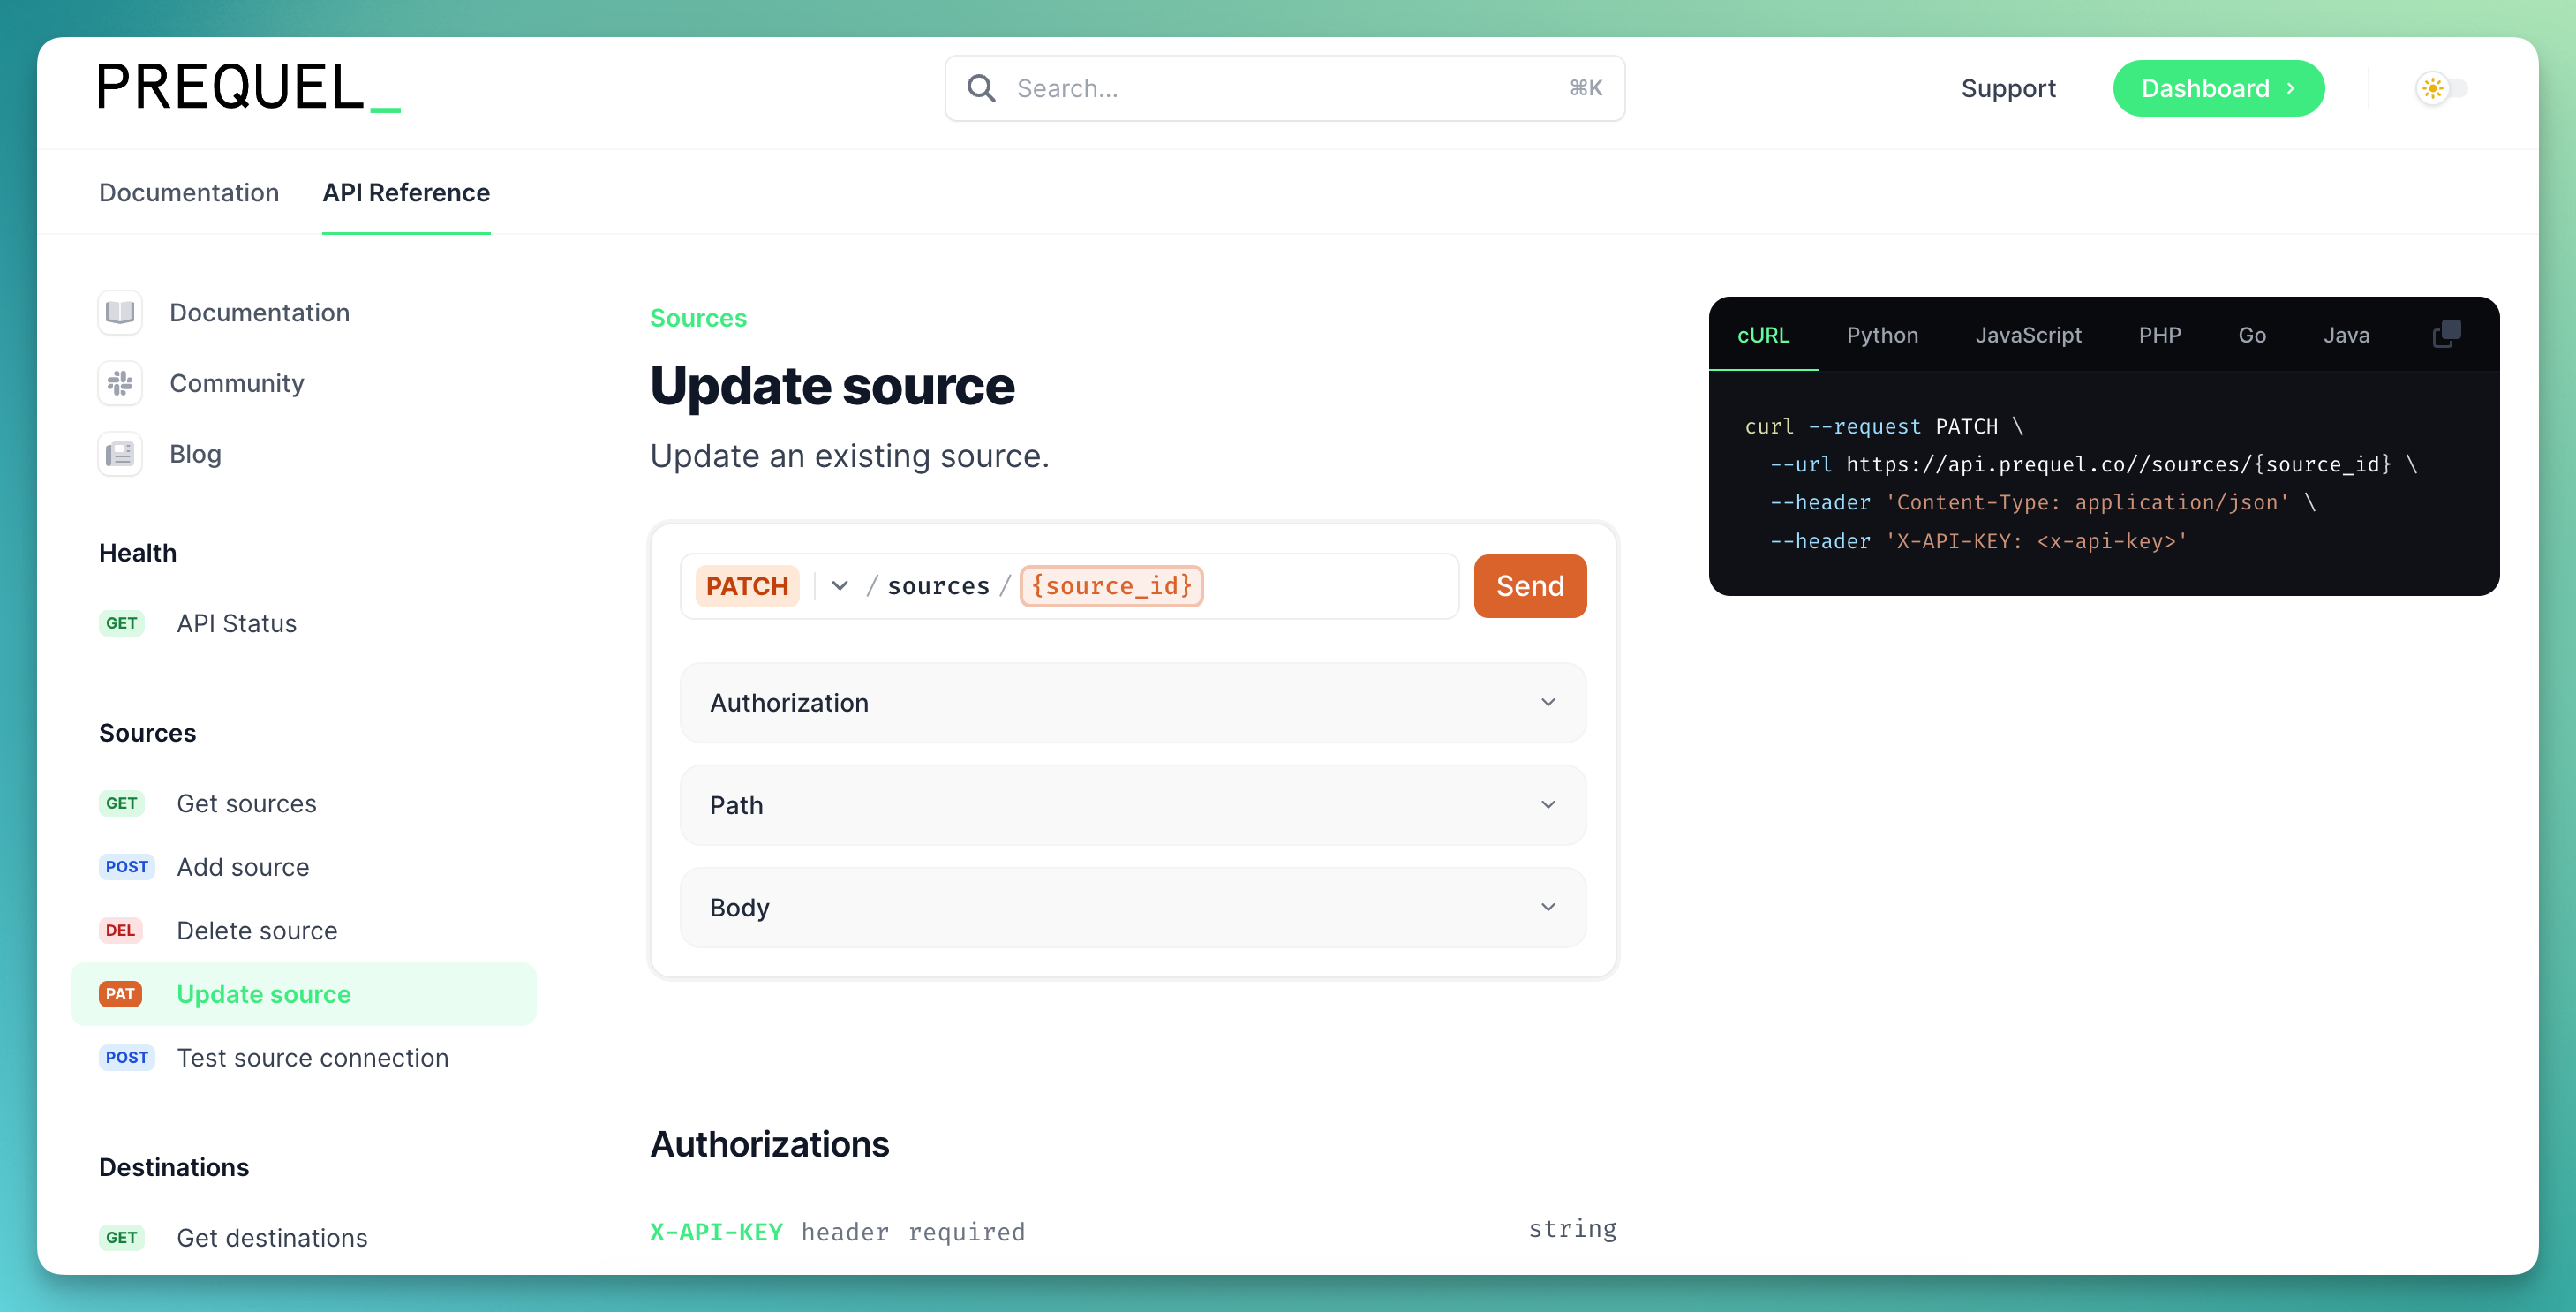 PREQUEL_
Search...
⌘K
Support
Dashboard
Documentation
API Reference
Documentation
Community
Blog
Health
GET API Status
Sources
GET Get sources
POST Add source
DEL Delete source
PAT Update source
POST Test source connection
Destinations
GET Get destinations
Sources
Update source
Update an existing source.
PATCH / sources / {source_id}
Send
Authorization
Path
Body
Authorizations
X-API-KEY header required string
cURL Python JavaScript PHP Go Java
curl --request PATCH \
--url https://api.prequel.co//sources/{source_id} \
--header 'Content-Type: application/json' \
--header 'X-API-KEY: <x-api-key>'